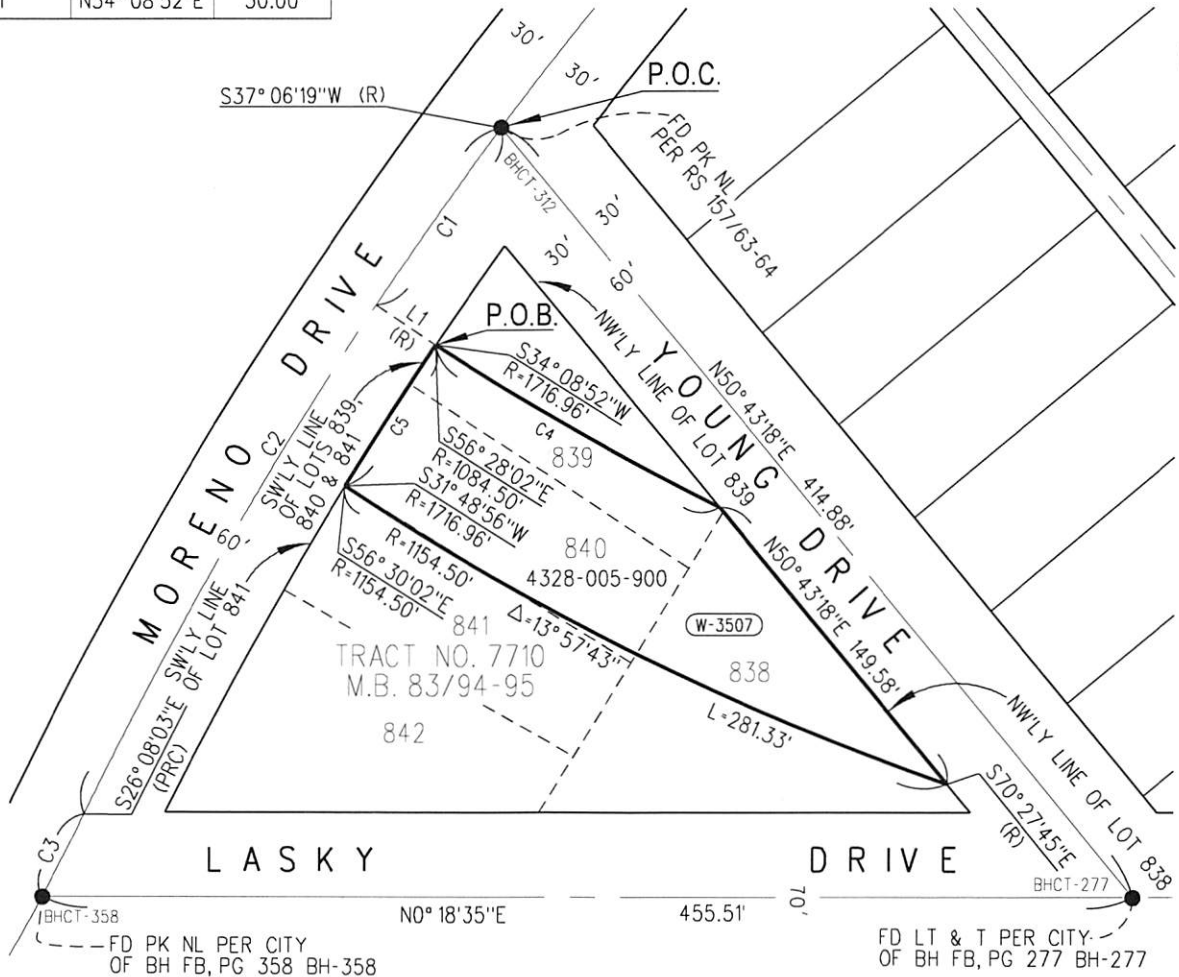 N34°08'52"E 30.00'
30'
30'
P.O.C.
S37°06'19"W (R)
FD PK NL
PER RS 157/63-64
BHCT-312
C1
30'
30'
60'
L1
(R)
P.O.B.
NW'LY LINE OF LOT 839
YOUNG DRIVE
N50°43'18"E 414.88'
MORENO DRIVE
S34°08'52"W
R=1716.96'
C4
839
C5
C2
SW'LY LINE
OF LOTS 839,
840 & 841
S56°28'02"E
R=1084.50'
S31°48'56"W
R=1716.96'
60'
S56°30'02"E
R=1154.50'
R=1154.50'
840
4328-005-900
N50°43'18"E 149.58'
SW'LY LINE
OF LOT 841
841
Δ=13°57'43"
W-3507
838
TRACT NO. 7710
M.B. 83/94-95
842
L=281.33'
S26°08'03"E
(PRC)
NW'LY LINE OF LOT 838
S70°27'45"E
(R)
C3
LASKY DRIVE
BHCT-277
BHCT-358
N0°18'35"E
455.51'
70'
FD PK NL PER CITY
OF BH FB, PG 358 BH-358
FD LT & T PER CITY
OF BH FB, PG 277 BH-277